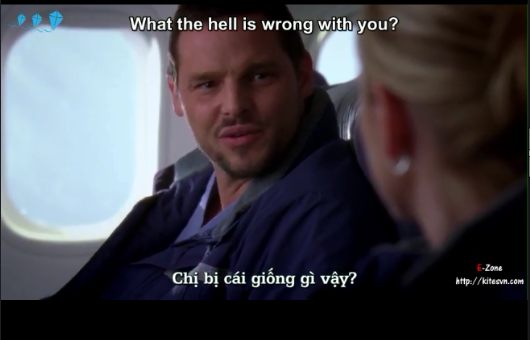 What the hell is wrong with you?
Chị bị cái giống gì vậy?
E-Zone
http://kitesvn.com